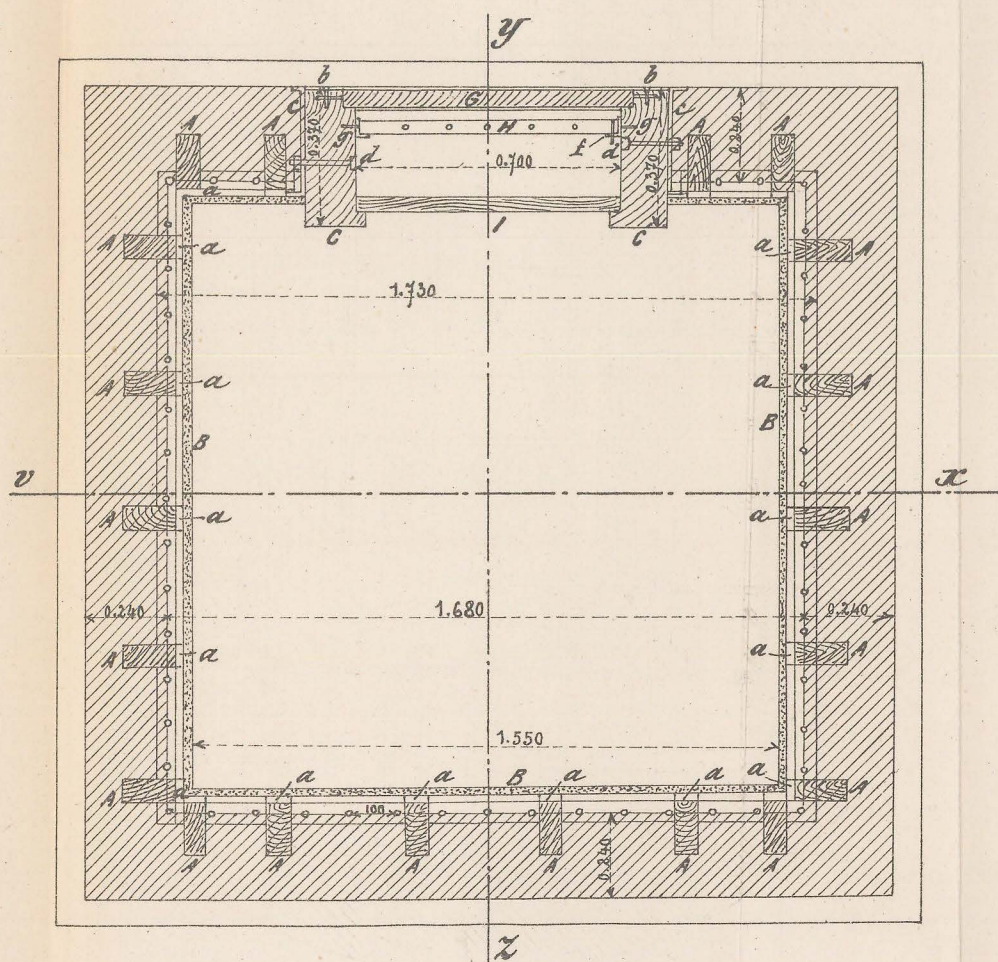 y
b b
C G c
A A 0.370 g H f g d A 0.240 A
d 0.700 0.370
a
A a C I C a A
1.730
A a a A
B B
v x
A a a A
0.240 1.680 0.240
A a a A
1.550
A a a a B a a a A
100
A A A A A A
0.240
z